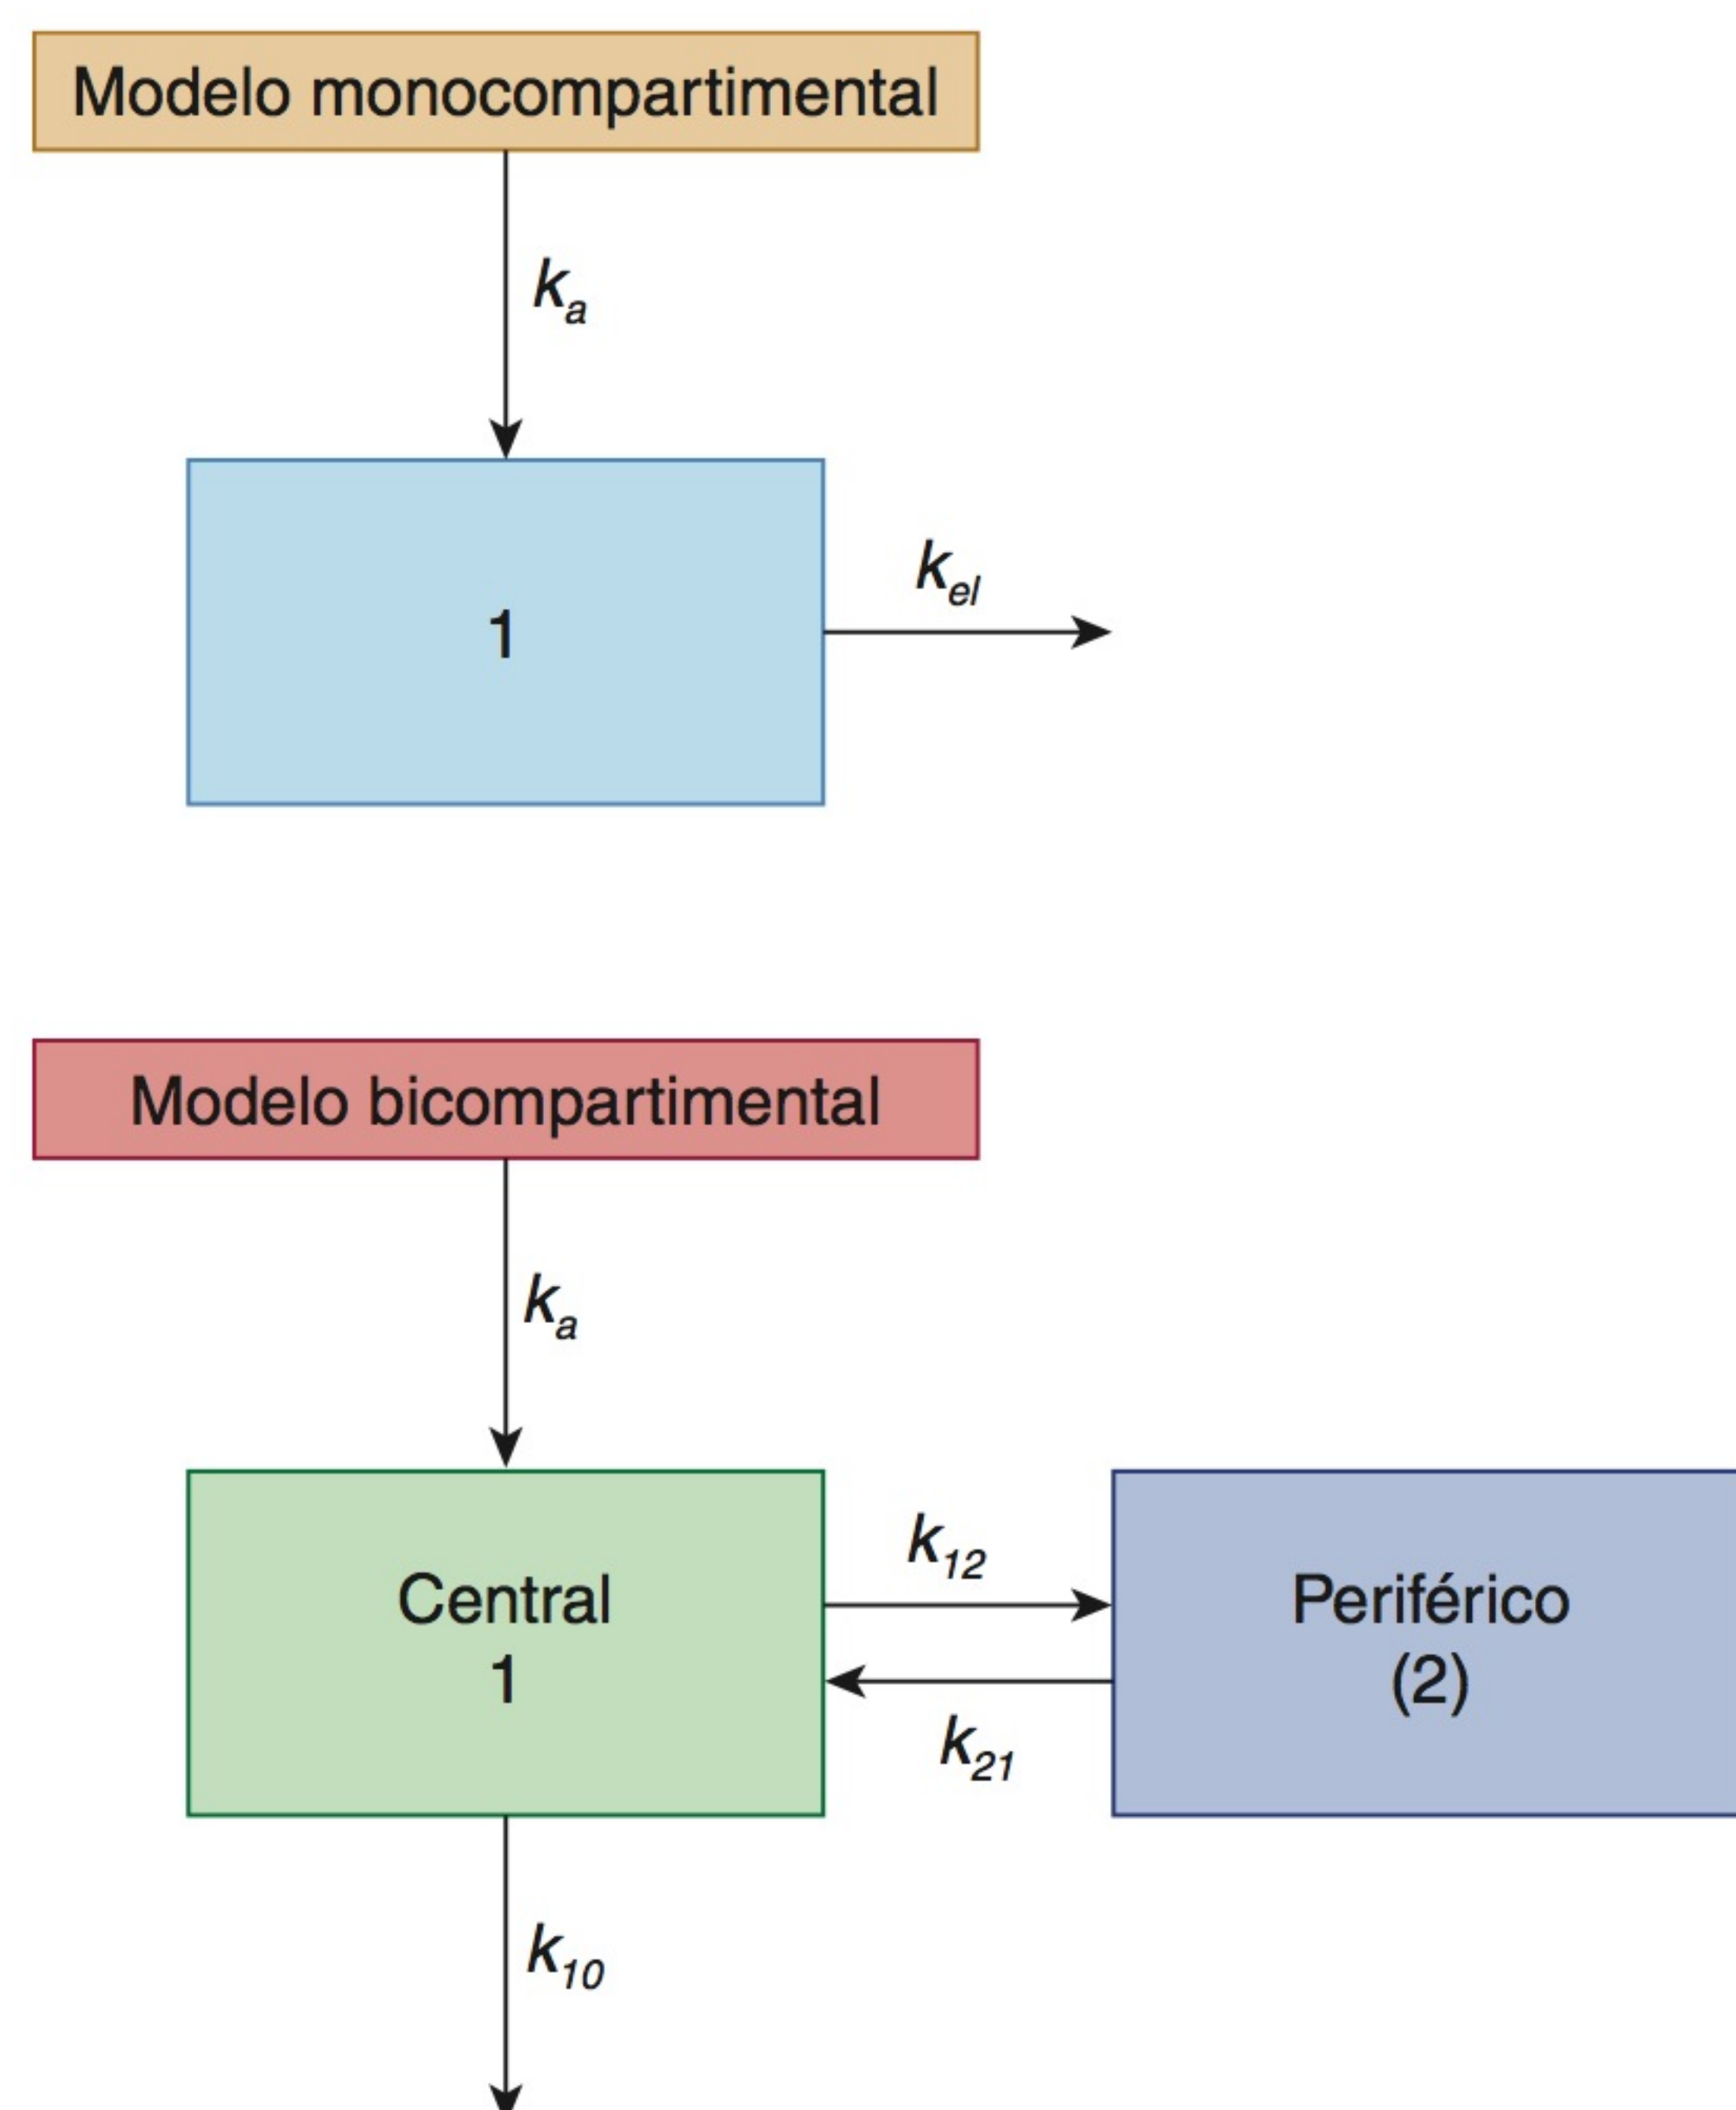 Modelo monocompartimental
ka
kel
1
Modelo bicompartimental
ka
k12
Central
1
Periférico
(2)
k21
k10